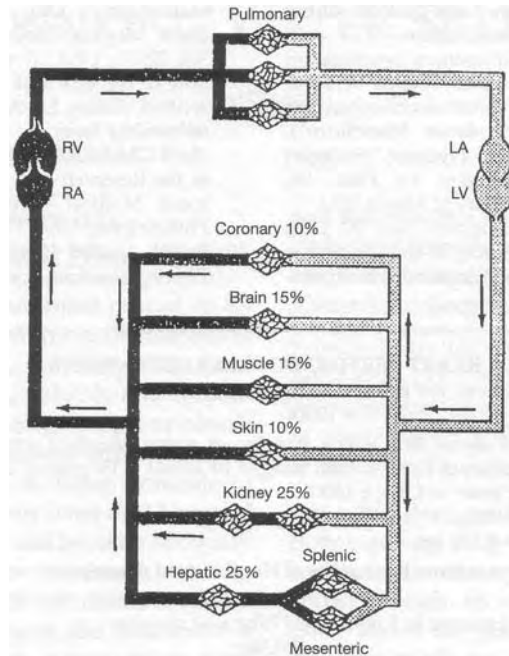 Pulmonary
RV
LA
RA
LV
Coronary 10%
Brain 15%
Muscle 15%
Skin 10%
Kidney 25%
Hepatic 25%
Splenic
Mesenteric